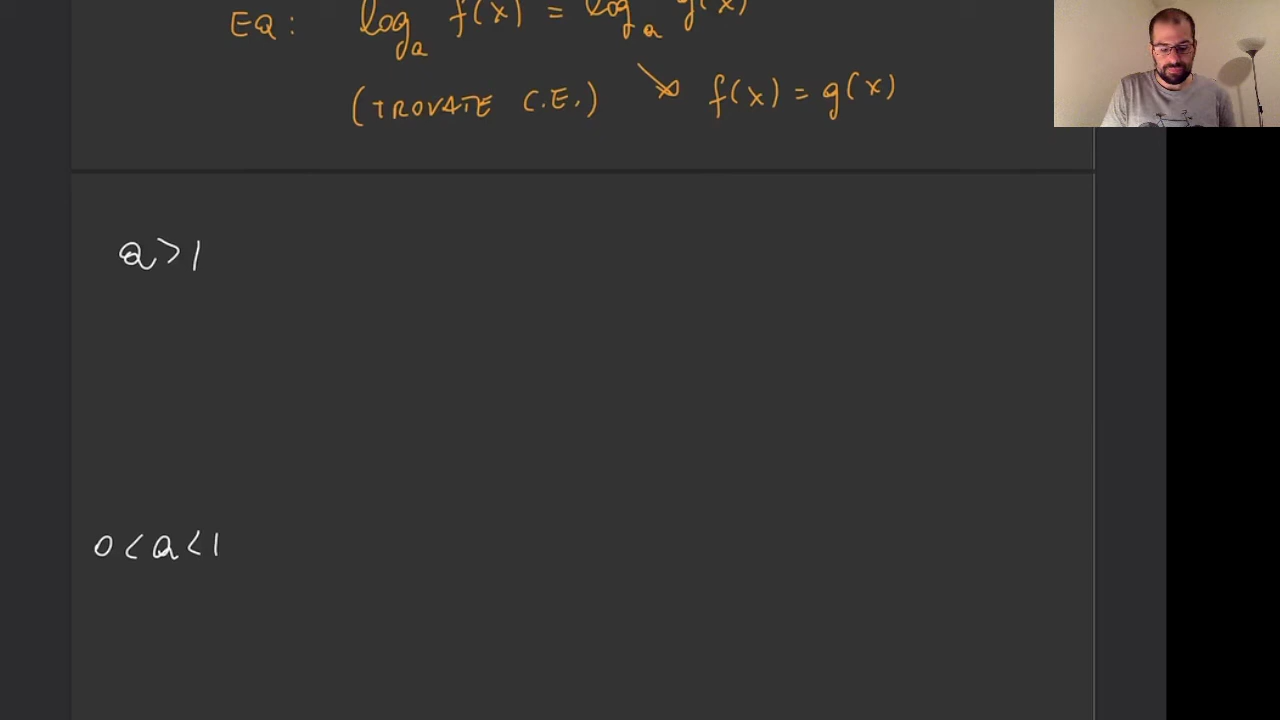 EQ: log_a f(x) = log_a g(x)
(TROVATE C.E.) ↘ f(x) = g(x)
a > 1
0 < a < 1